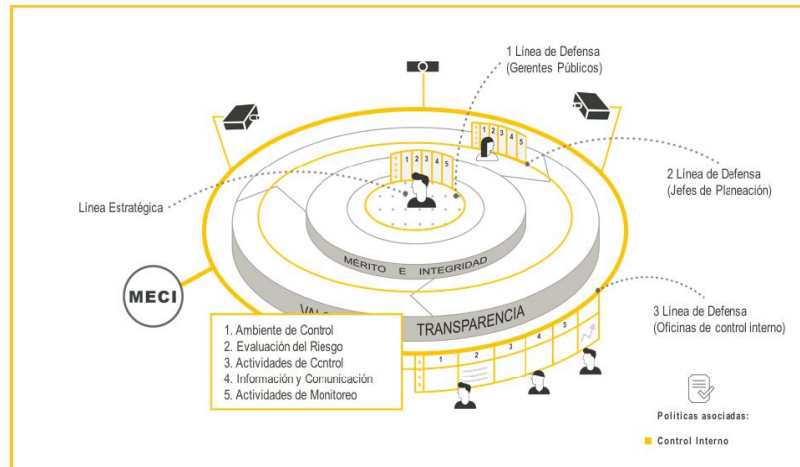 1 Línea de Defensa
(Gerentes Públicos)
1 2 3 4 5
1 2 3 4 5
2 Línea de Defensa
(Jefes de Planeación)
Línea Estratégica
MÉRITO E INTEGRIDAD
MECI
TRANSPARENCIA
3 Línea de Defensa
(Oficinas de control interno)
1. Ambiente de Control
2. Evaluación del Riesgo
3. Actividades de Control
4. Información y Comunicación
5. Actividades de Monitoreo
1 2 3 4 5
Políticas asociadas:
Control Interno